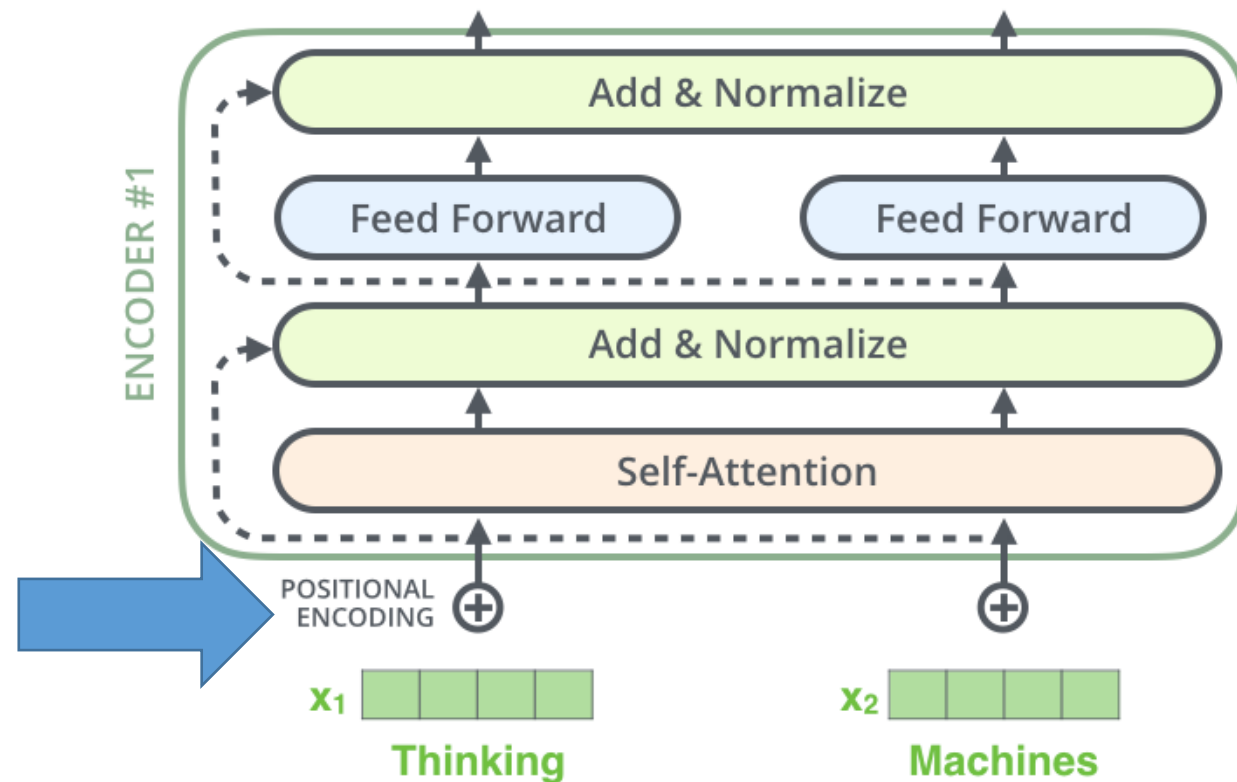 Add & Normalize
Feed Forward
Feed Forward
ENCODER #1
Add & Normalize
Self-Attention
POSITIONAL
ENCODING
x₁
x₂
Thinking
Machines